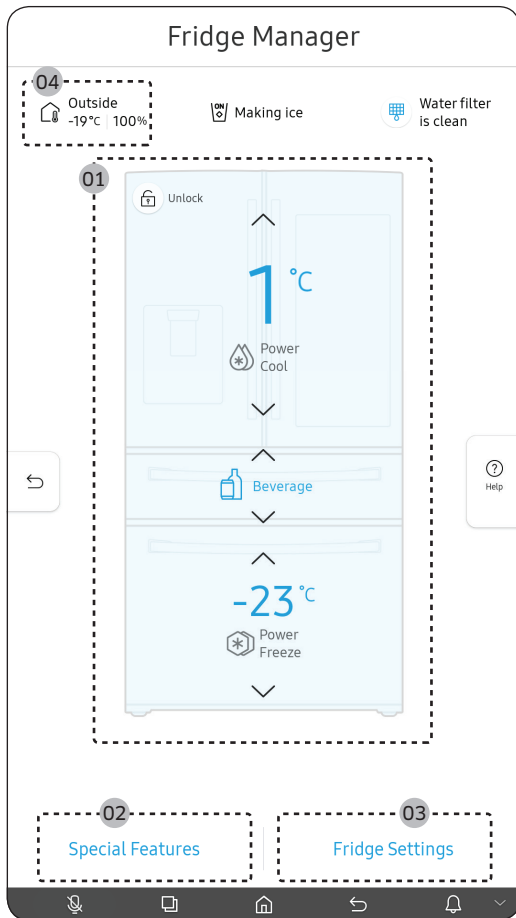 Fridge Manager
04
Outside
-19°C | 100%
ON
Making ice
Water filter
is clean
01
Unlock
1°C
Power
Cool
Beverage
?
Help
-23°C
Power
Freeze
02
03
Special Features
Fridge Settings